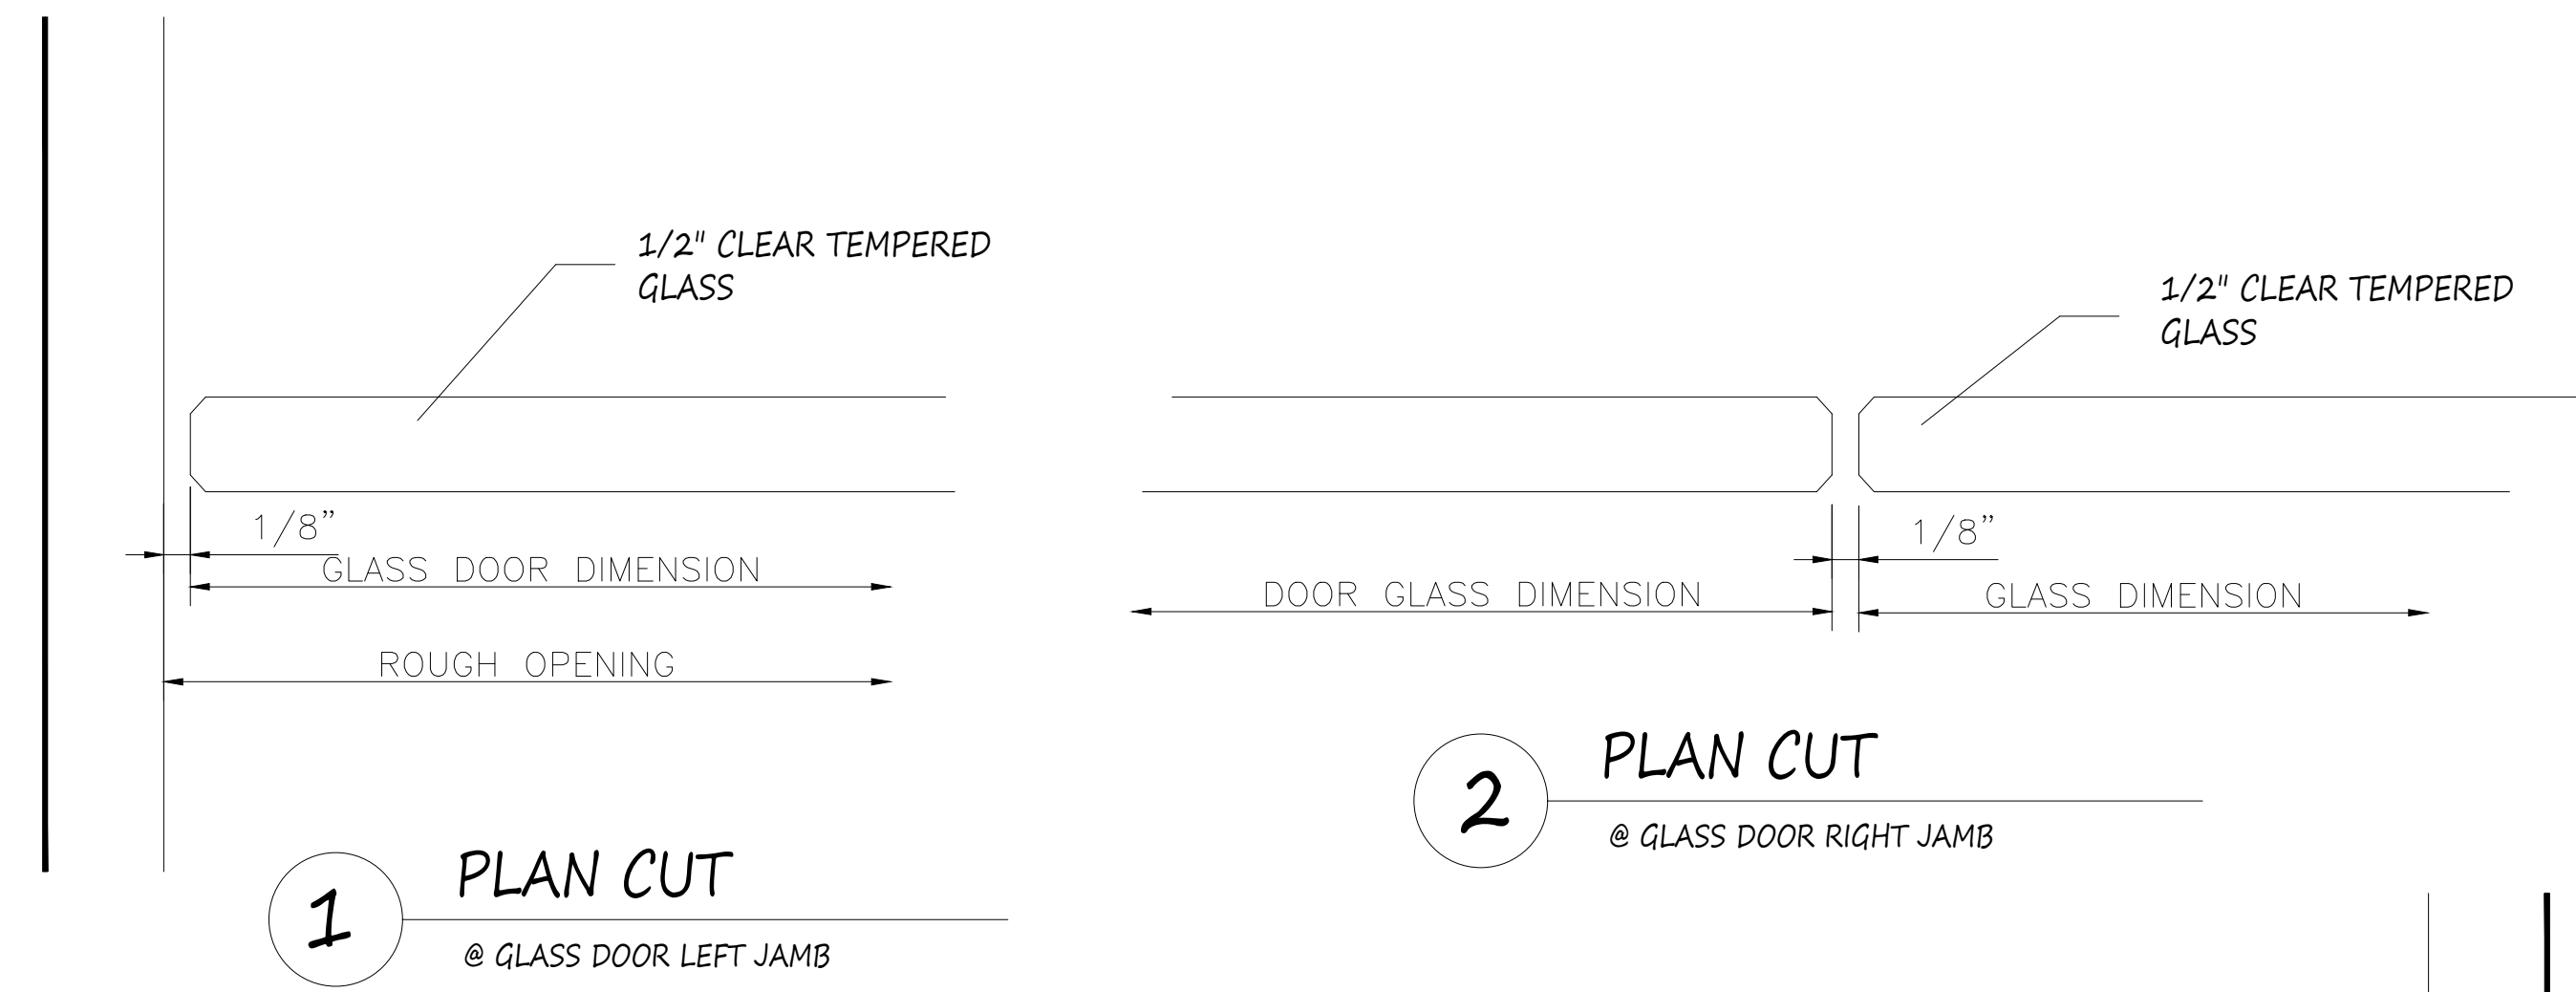 1/2" CLEAR TEMPERED
GLASS
1/8"
GLASS DOOR DIMENSION
ROUGH OPENING
1
PLAN CUT
@ GLASS DOOR LEFT JAMB
1/2" CLEAR TEMPERED
GLASS
1/8"
DOOR GLASS DIMENSION
GLASS DIMENSION
2
PLAN CUT
@ GLASS DOOR RIGHT JAMB